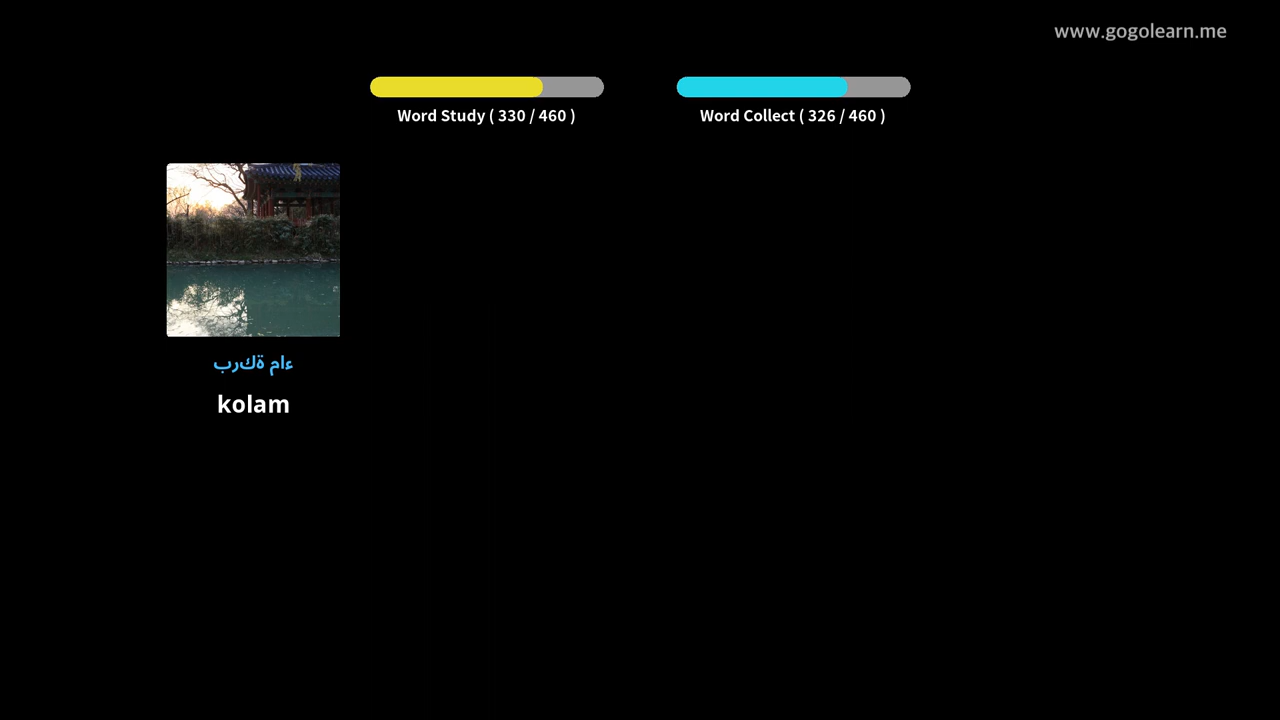 www.gogolearn.me
Word Study ( 330 / 460 )
Word Collect ( 326 / 460 )
ءام ةكرب
kolam